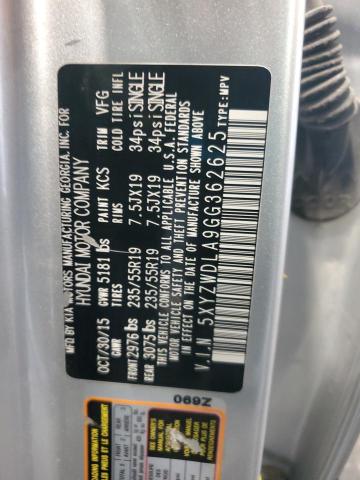 MFD BY KIA MOTORS MANUFACTURING GEORGIA, INC. FOR
HYUNDAI MOTOR COMPANY
OCT/30/15 PAINT KCS TRIM VFG
GVWR 5181 lbs
GAWR TIRES RIMS COLD TIRE INFL
FRONT 2976 lbs 235/55R19 7.5JX19 34psi SINGLE
REAR 3075 lbs 235/55R19 7.5JX19 34psi SINGLE
THIS VEHICLE CONFORMS TO ALL APPLICABLE U.S.A FEDERAL
MOTOR VEHICLE SAFETY BUMPER AND THEFT PREVENTION STANDARDS
IN EFFECT ON THE DATE OF MANUFACTURE SHOWN ABOVE
V.I.N 5XYZWDLA9GG362625 TYPE:MPV
0692